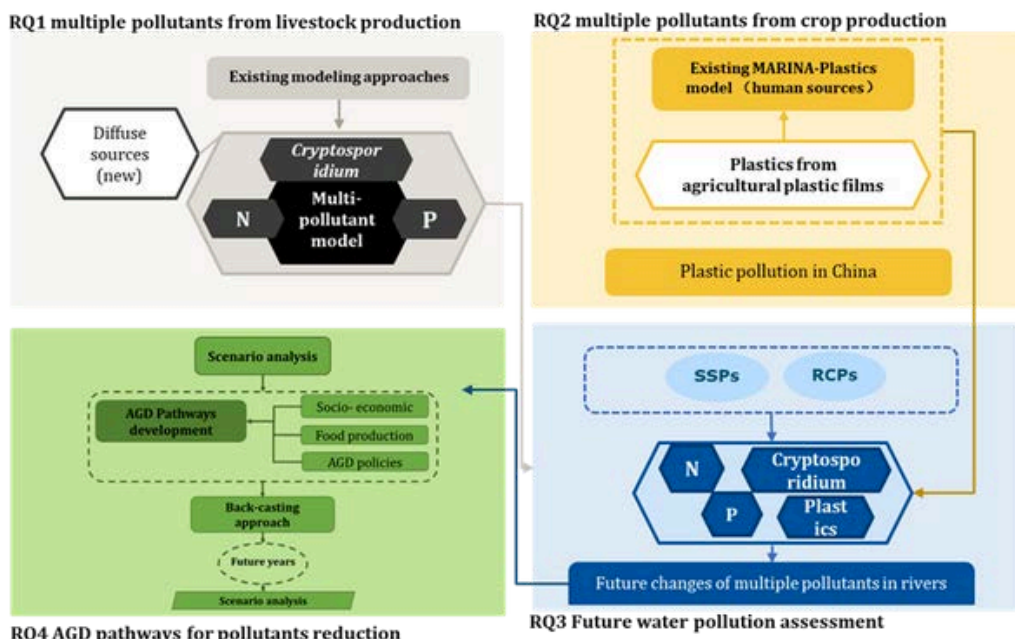 RQ1 multiple pollutants from livestock production
Existing modeling approaches
Diffuse
sources
(new)
Cryptospor
idium
Multi-
pollutant
model
N
P
RQ2 multiple pollutants from crop production
Existing MARINA-Plastics
model （human sources）
Plastics from
agricultural plastic films
Plastic pollution in China
Scenario analysis
AGD Pathways
development
Socio- economic
Food production
AGD policies
Back-casting
approach
Future years
Scenario analysis
RQ4 AGD pathways for pollutants reduction
SSPs
RCPs
N
Cryptospo
ridium
P
Plast
ics
Future changes of multiple pollutants in rivers
RQ3 Future water pollution assessment